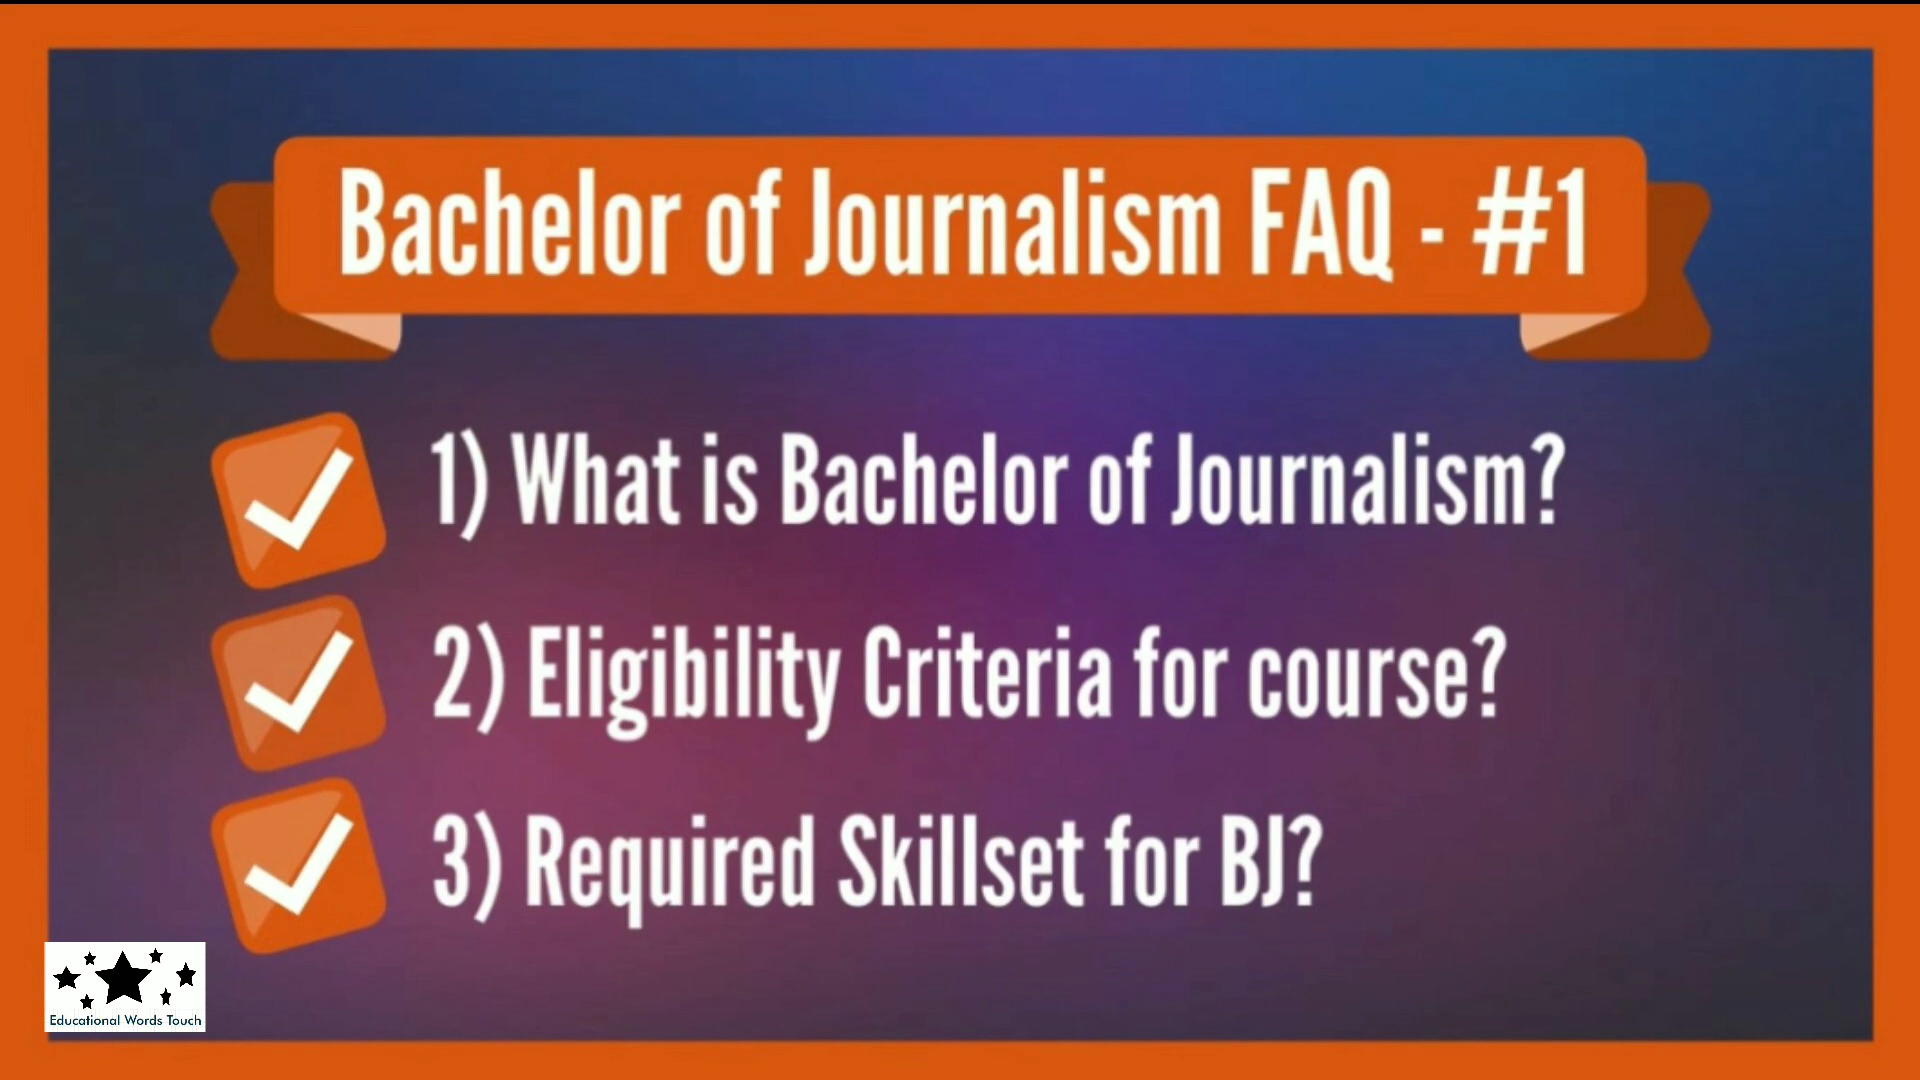 Bachelor of Journalism FAQ - #1
1) What is Bachelor of Journalism?
2) Eligibility Criteria for course?
3) Required Skillset for BJ?
Educational Words Touch